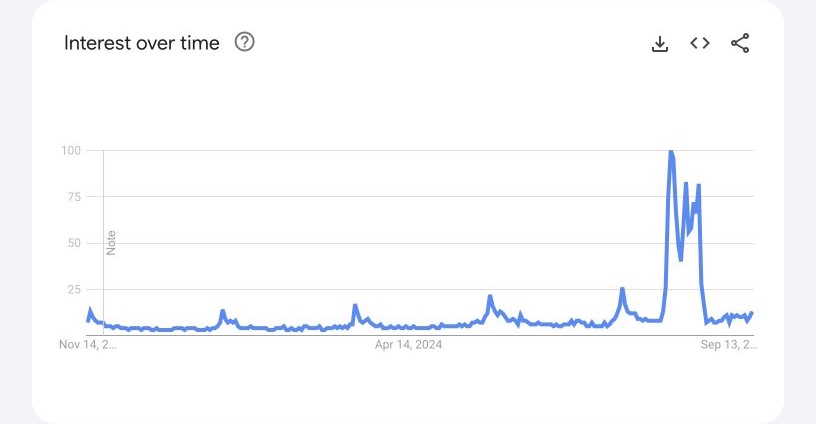 Interest over time
100
75
50
25
Note
Nov 14, 2...
Apr 14, 2024
Sep 13, 2...